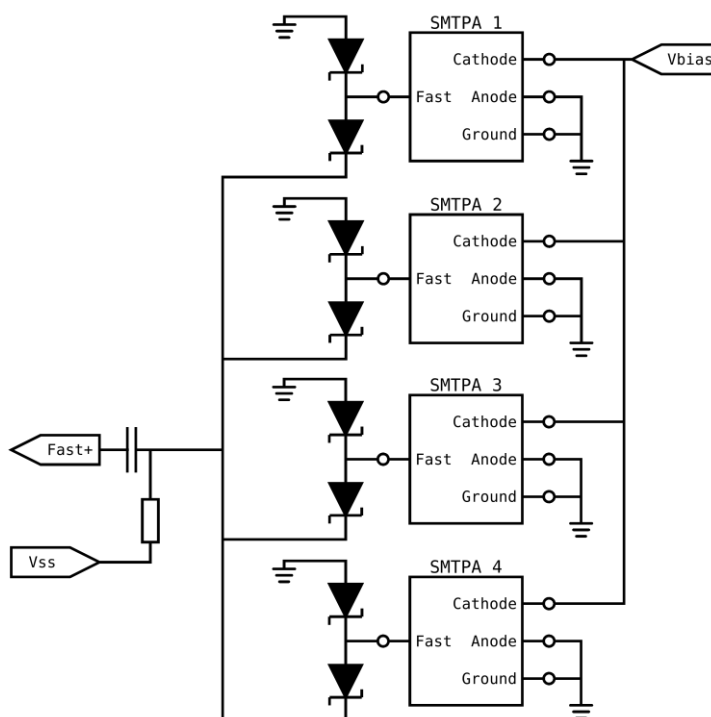 SMTPA 1
Cathode
Vbias
Fast
Anode
Ground
SMTPA 2
Cathode
Fast
Anode
Ground
SMTPA 3
Cathode
Fast+
Fast
Anode
Ground
Vss
SMTPA 4
Cathode
Fast
Anode
Ground